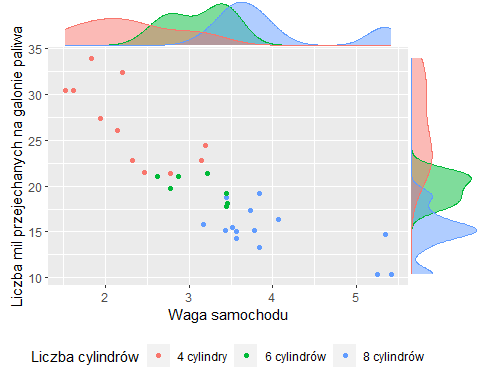 Liczba mil przejechanych na galonie paliwa
35
30
25
20
15
10
2 3 4 5
Waga samochodu
Liczba cylindrów 4 cylindry 6 cylindrów 8 cylindrów